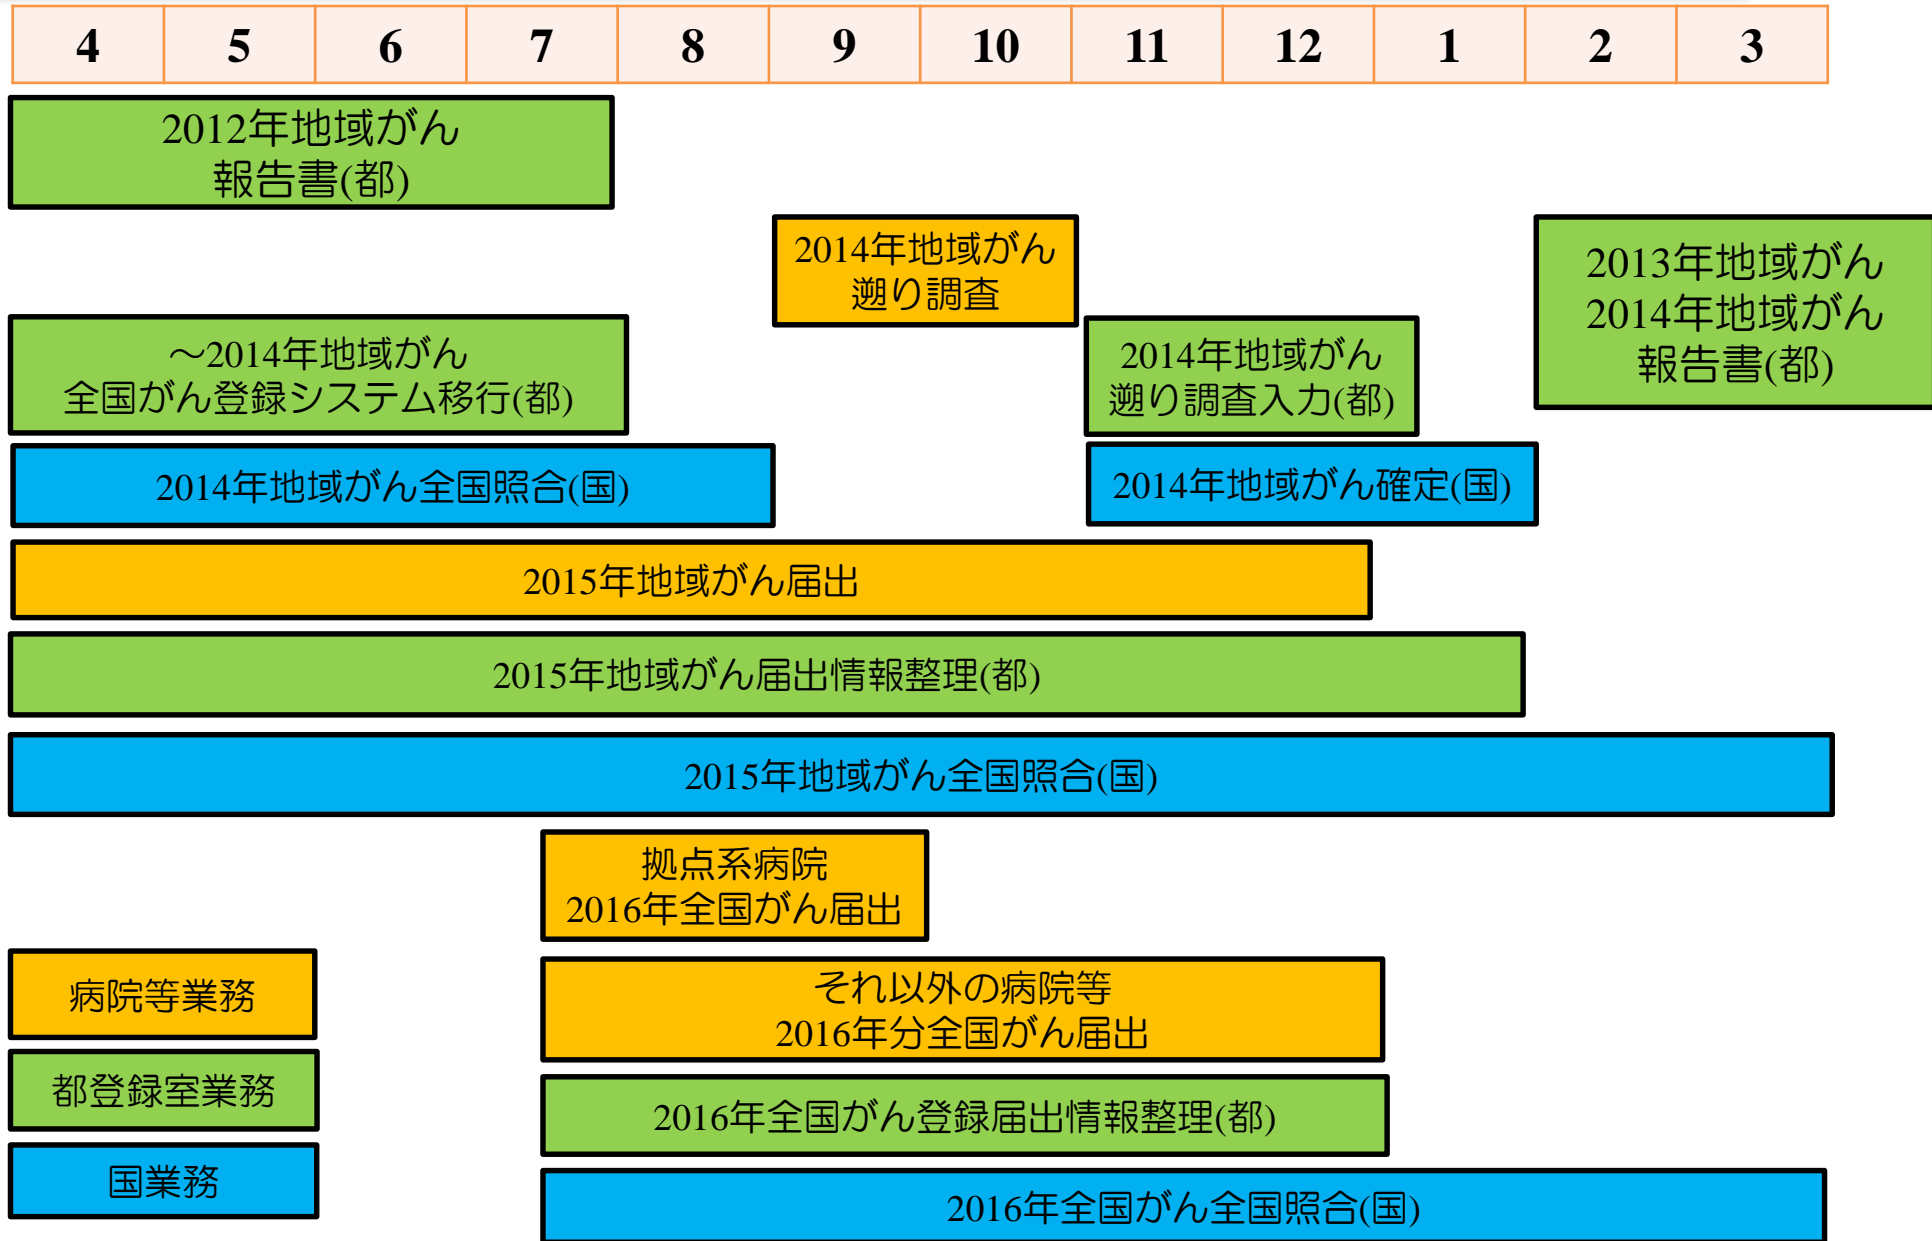 4 5 6 7 8 9 10 11 12 1 2 3
2012年地域がん
報告書(都)
2014年地域がん
遡り調査
2013年地域がん
2014年地域がん
報告書(都)
～2014年地域がん
全国がん登録システム移行(都)
2014年地域がん
遡り調査入力(都)
2014年地域がん全国照合(国)
2014年地域がん確定(国)
2015年地域がん届出
2015年地域がん届出情報整理(都)
2015年地域がん全国照合(国)
拠点系病院
2016年全国がん届出
病院等業務
それ以外の病院等
2016年分全国がん届出
都登録室業務
2016年全国がん登録届出情報整理(都)
国業務
2016年全国がん全国照合(国)